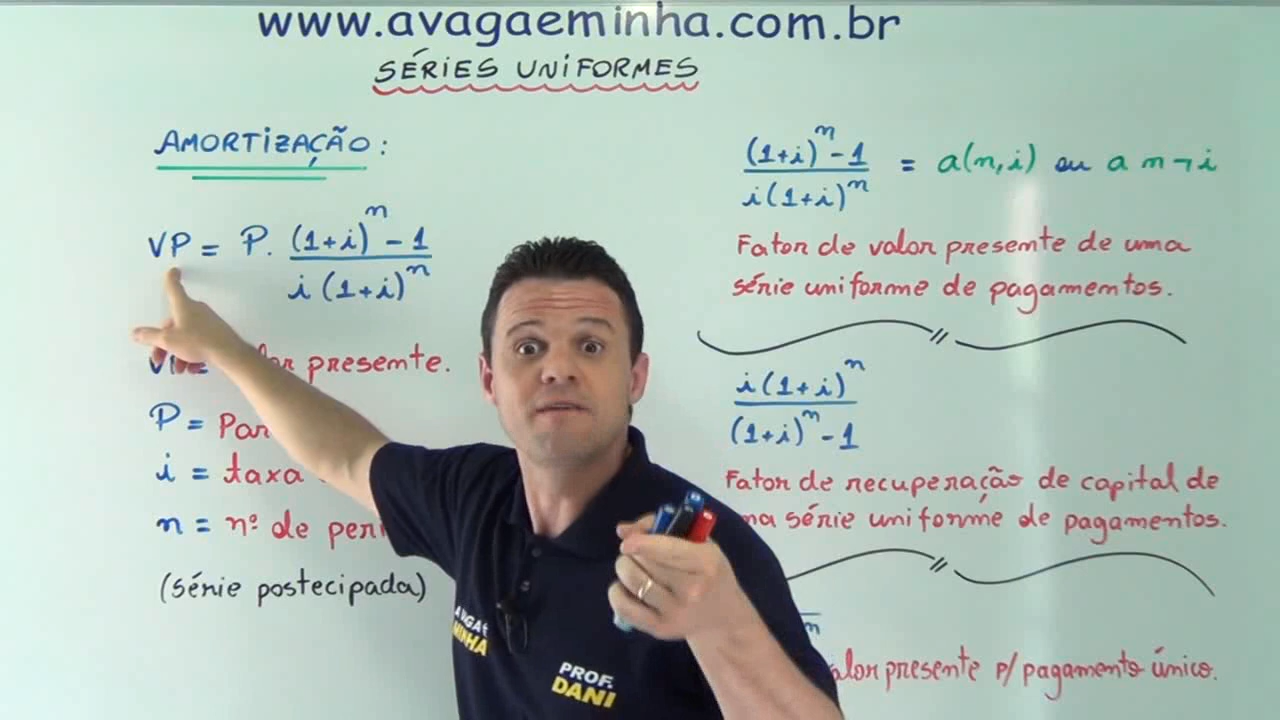 www.avagaeminha.com.br
SÉRIES UNIFORMES
AMORTIZAÇÃO:
VP = P. (1+i)^n - 1
i (1+i)^n
presente.
P =
i = taxa
n = nº de
(série postecipada)
(1+i)^n - 1
i (1+i)^n
= a(n,i) ou a n¬i
Fator de valor presente de uma
série uniforme de pagamentos.
i (1+i)^n
(1+i)^n - 1
Fator de recuperação de capital de
série uniforme de pagamentos.
n
presente p/ pagamento único.
PROF.
DANI